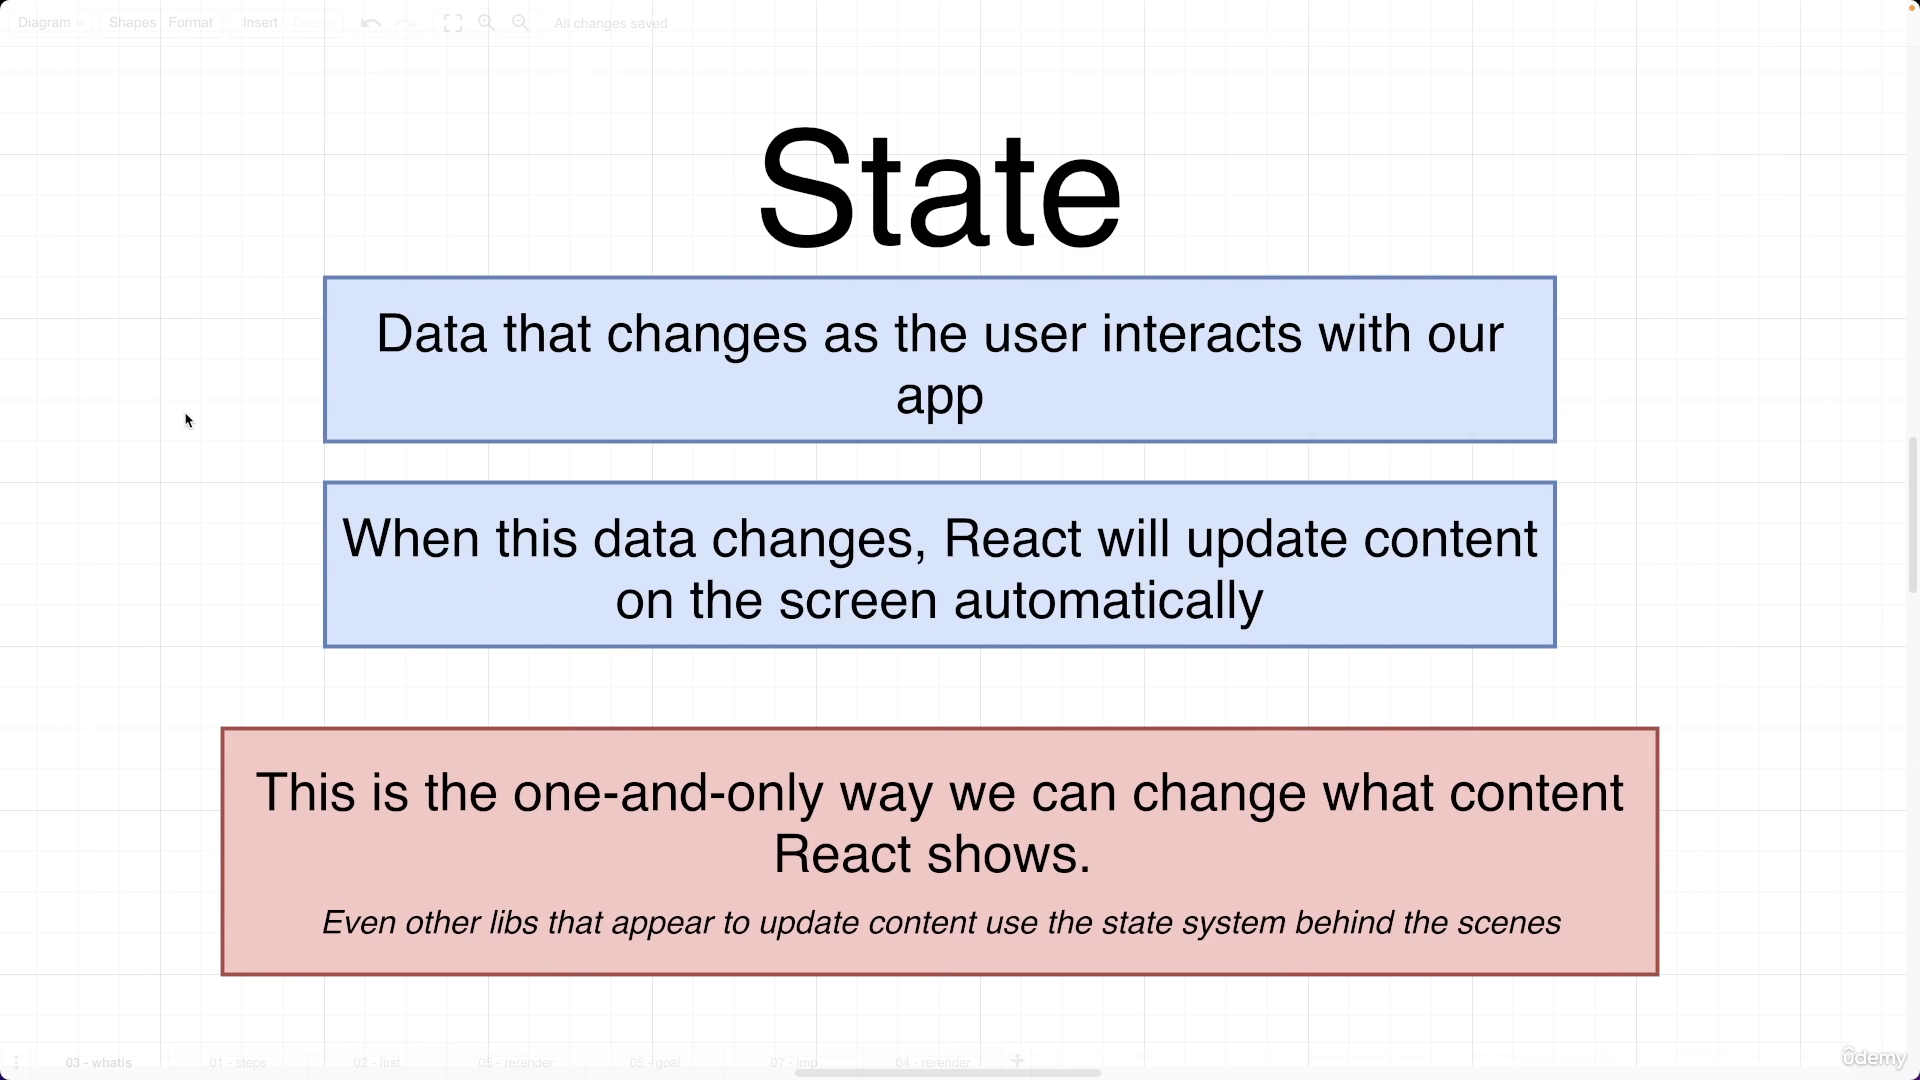 Diagram Shapes Format Insert Delete All changes saved
State
Data that changes as the user interacts with our
app
When this data changes, React will update content
on the screen automatically
This is the one-and-only way we can change what content
React shows.
Even other libs that appear to update content use the state system behind the scenes
03 - whatis 01 - steps 02 - first 05 - rerender 05 - goal 07 - imp 04 - rerender
ûdemy